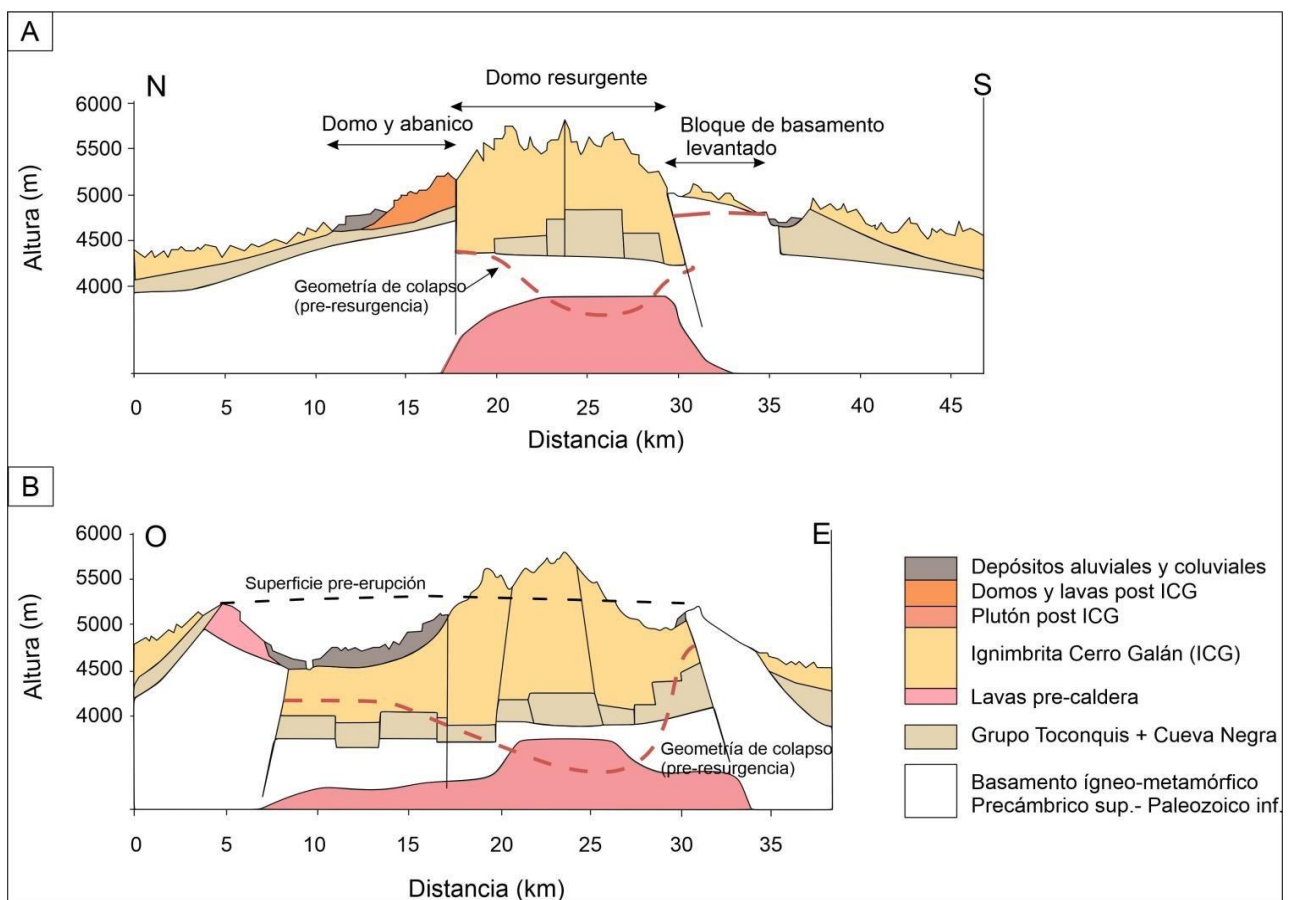 A
N
S
Domo resurgente
Domo y abanico
Bloque de basamento
levantado
6000
5500
5000
4500
4000
Altura (m)
Geometría de colapso
(pre-resurgencia)
0 5 10 15 20 25 30 35 40 45
Distancia (km)
B
O
E
6000
5500
5000
4500
4000
Altura (m)
Superficie pre-erupción
Geometría de colapso
(pre-resurgencia)
0 5 10 15 20 25 30 35
Distancia (km)
Depósitos aluviales y coluviales
Domos y lavas post ICG
Plutón post ICG
Ignimbrita Cerro Galán (ICG)
Lavas pre-caldera
Grupo Toconquis + Cueva Negra
Basamento ígneo-metamórfico
Precámbrico sup.- Paleozoico inf.